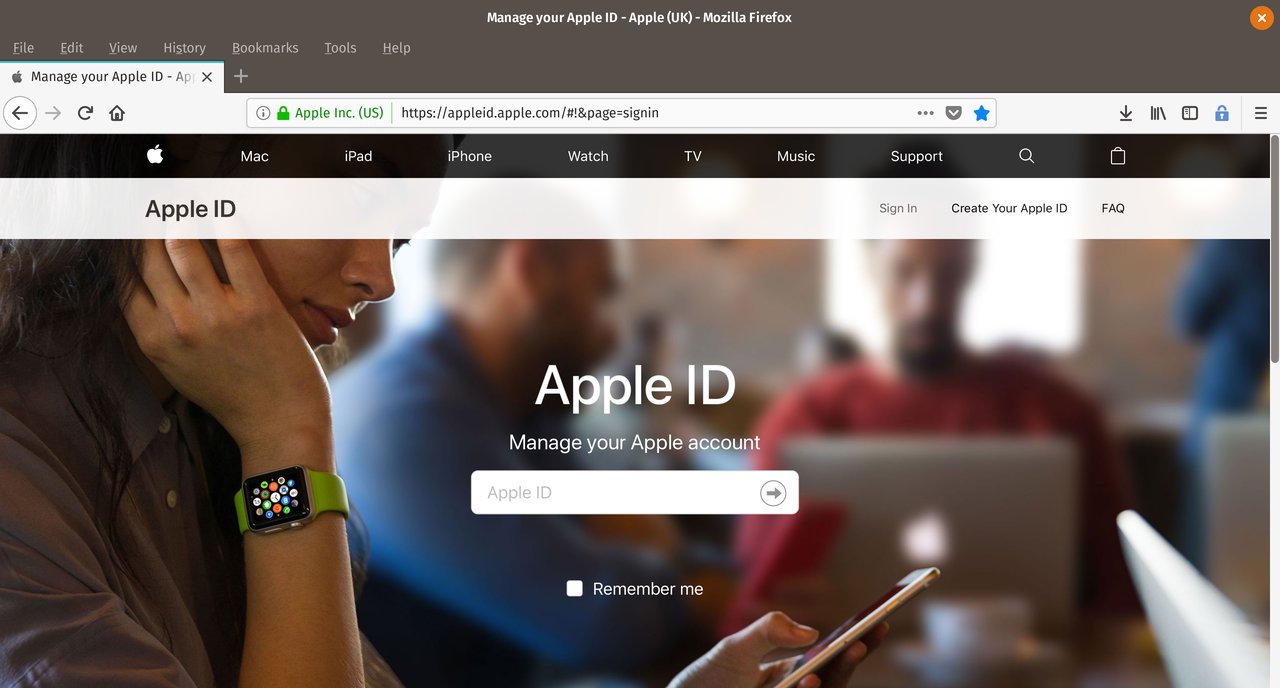 Manage your Apple ID - Apple (UK) - Mozilla Firefox
File Edit View History Bookmarks Tools Help
Manage your Apple ID - App
Apple Inc. (US) https://appleid.apple.com/#!&page=signin
Mac iPad iPhone Watch TV Music Support
Apple ID Sign In Create Your Apple ID FAQ
Apple ID
Manage your Apple account
Apple ID
Remember me